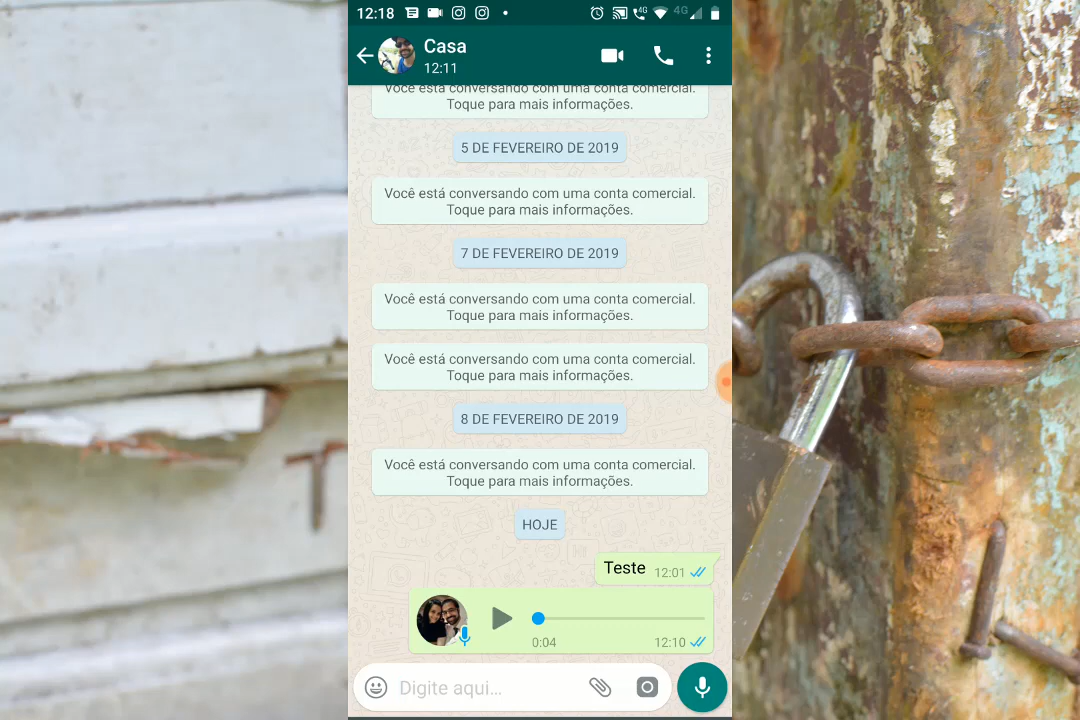 12:18
4G
4G
Casa
12:11
Você está conversando com uma conta comercial.
Toque para mais informações.
5 DE FEVEREIRO DE 2019
Você está conversando com uma conta comercial.
Toque para mais informações.
7 DE FEVEREIRO DE 2019
Você está conversando com uma conta comercial.
Toque para mais informações.
Você está conversando com uma conta comercial.
Toque para mais informações.
8 DE FEVEREIRO DE 2019
Você está conversando com uma conta comercial.
Toque para mais informações.
HOJE
Teste 12:01
0:04 12:10
Digite aqui...